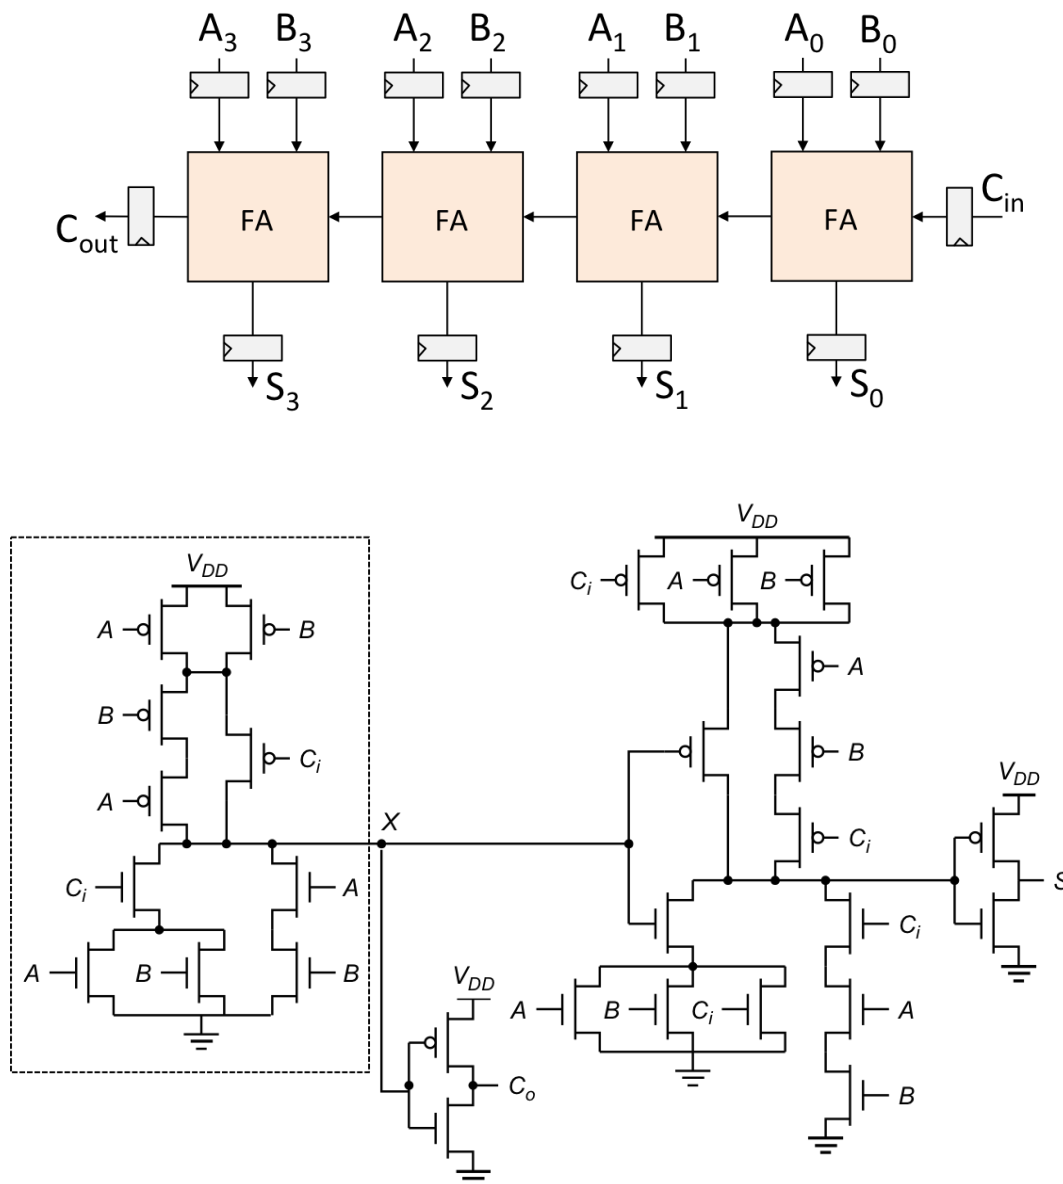 A3 B3 A2 B2 A1 B1 A0 B0
FA FA FA FA
Cin
Cout
S3 S2 S1 S0
VDD
A B
B
Ci
A
X
Ci A
A B B
VDD
Co
VDD
Ci A B
A
B
Ci
VDD
S
Ci
A B Ci A
B